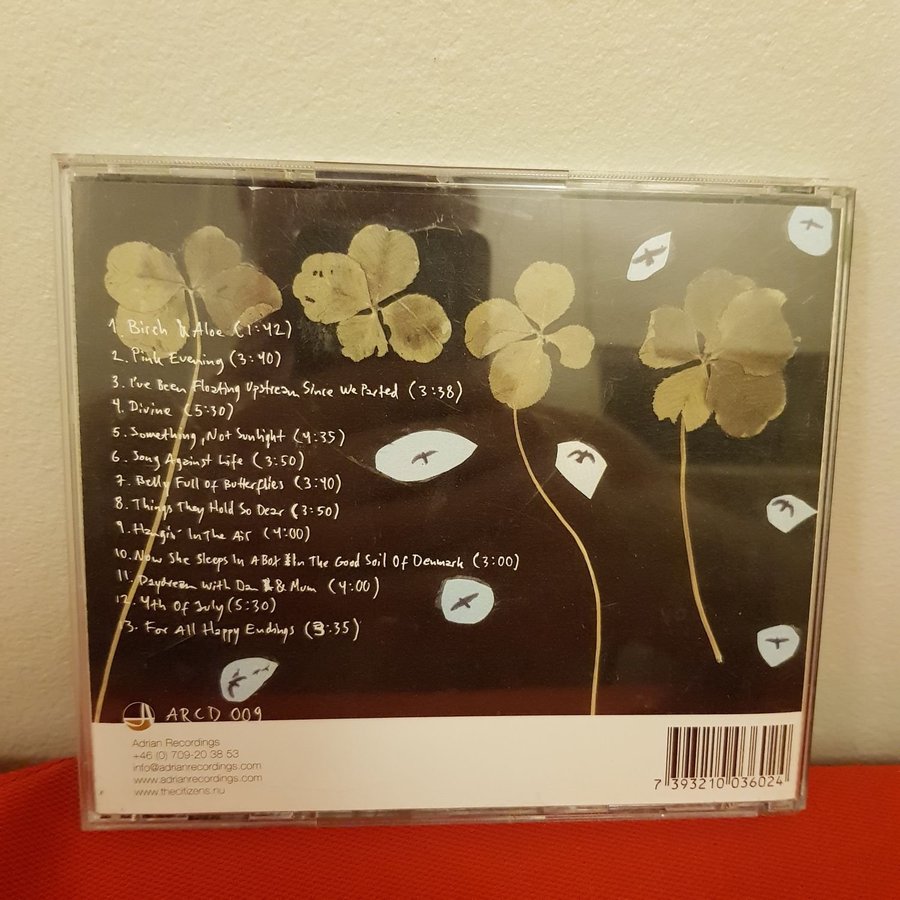 1. Birch & Aloe (1:42)
2. Pink Evening (3:40)
3. I've Been Floating Upstream Since We Parted (3:38)
4. Divine (5:30)
5. Something, Not Sunlight (4:35)
6. Song Against Life (3:50)
7. Belly Full Of Butterflies (3:40)
8. Things They Hold So Dear (3:50)
9. Hangin' In The Air (4:00)
10. Now She Sleeps In A Box In The Good Soil Of Denmark (3:00)
11. Daydream With Da & Mum (4:00)
12. 4th Of July (5:30)
3. For All Happy Endings (3:35)
ARCD 009
Adrian Recordings
+46 (0) 709-20 38 53
info@adrianrecordings.com
www.adrianrecordings.com
www.thecitizens.nu
7 393210 036024